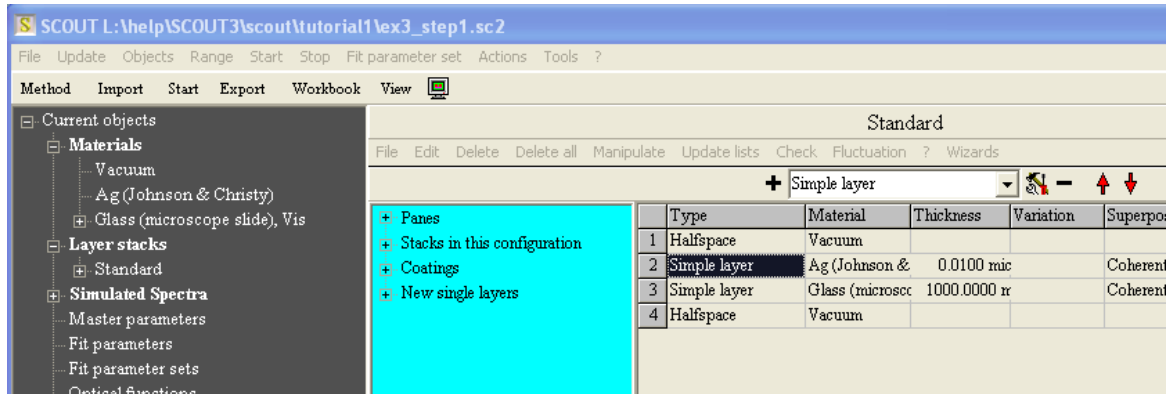 SCOUT L:\help\SCOUT3\scout\tutorial1\ex3_step1.sc2
File Update Objects Range Start Stop Fit parameter set Actions Tools ?
Method Import Start Export Workbook View
Current objects
Materials
Vacuum
Ag (Johnson & Christy)
Glass (microscope slide), Vis
Layer stacks
Standard
Simulated Spectra
Master parameters
Fit parameters
Fit parameter sets
Optical functions
Standard
File Edit Delete Delete all Manipulate Update lists Check Fluctuation ? Wizards
Simple layer
Panes
Stacks in this configuration
Coatings
New single layers
Type Material Thickness Variation Superpos
1 Halfspace Vacuum
2 Simple layer Ag (Johnson & 0.0100 mic Coherent
3 Simple layer Glass (microsc 1000.0000 m Coherent
4 Halfspace Vacuum